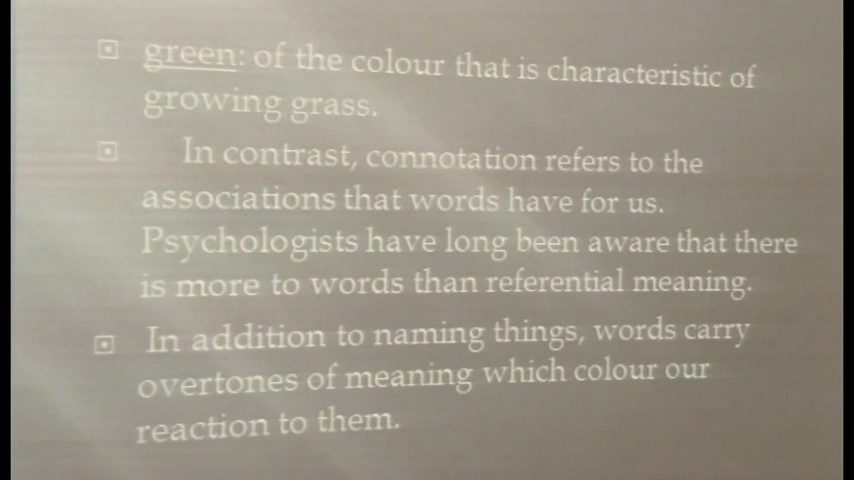 green: of the colour that is characteristic of
growing grass.
In contrast, connotation refers to the
associations that words have for us.
Psychologists have long been aware that there
is more to words than referential meaning.
In addition to naming things, words carry
overtones of meaning which colour our
reaction to them.